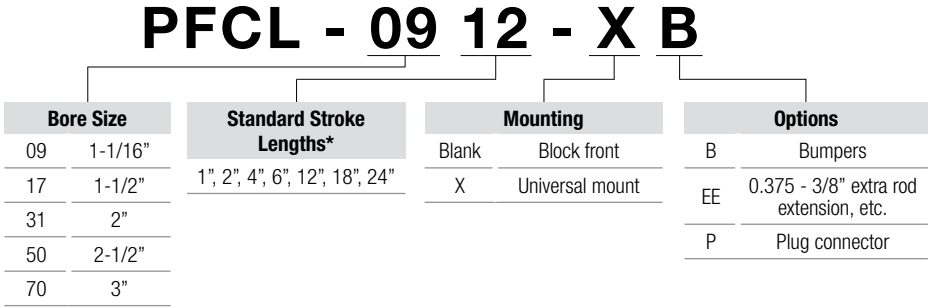 PFCL - 09 12 - X B
Bore Size
09 1-1/16”
17 1-1/2”
31 2”
50 2-1/2”
70 3”
Standard Stroke
Lengths*
1”, 2”, 4”, 6”, 12”, 18”, 24”
Mounting
Blank Block front
X Universal mount
Options
B Bumpers
EE 0.375 - 3/8” extra rod
extension, etc.
P Plug connector